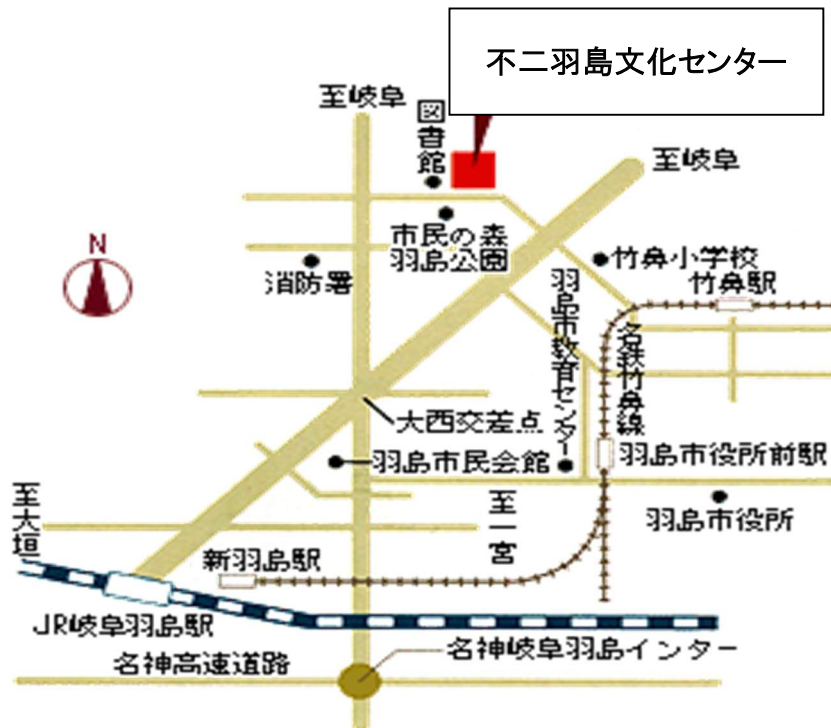 不二羽島文化センター
至岐阜
図書館
至岐阜
市民の森
羽島公園
竹鼻小学校
竹鼻駅
消防署
N
羽島市教育センター
名鉄竹鼻線
大西交差点
羽島市民会館
羽島市役所前駅
至大垣
至一宮
羽島市役所
新羽島駅
JR岐阜羽島駅
名神岐阜羽島インター
名神高速道路